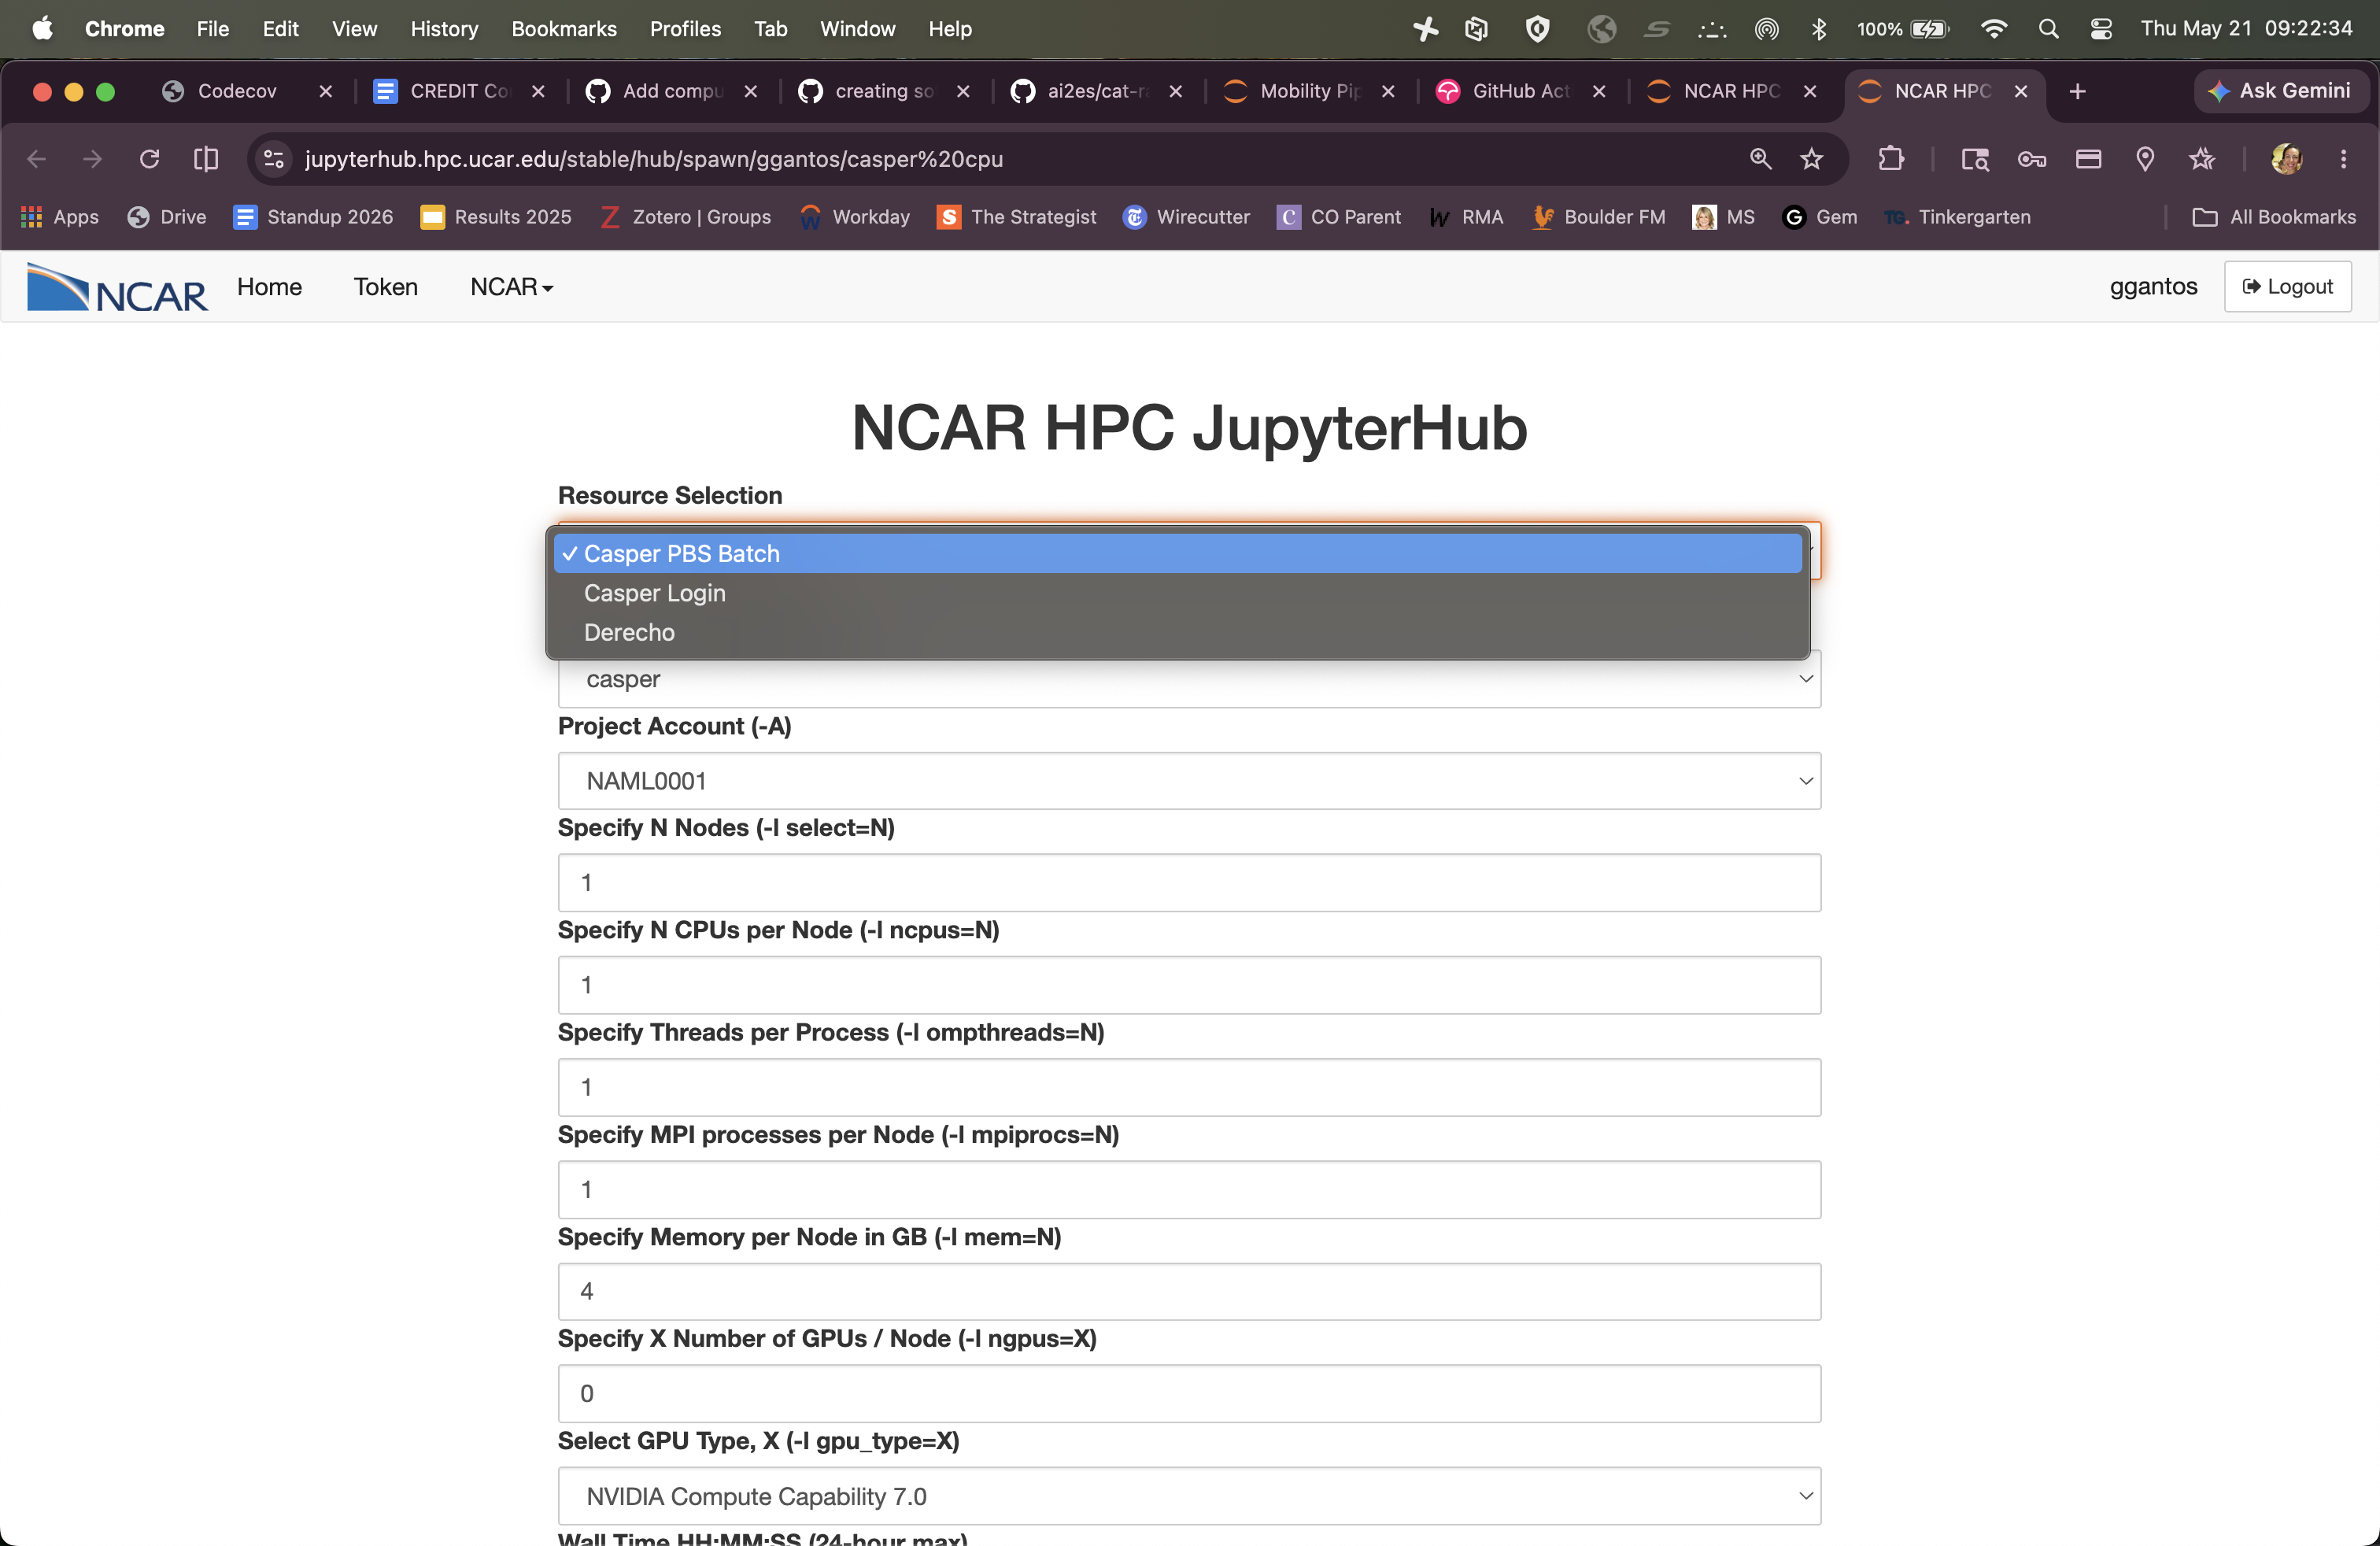 Chrome File Edit View History Bookmarks Profiles Tab Window Help 100% Thu May 21 09:22:34
Codecov CREDIT Co Add compu creating so ai2es/cat-r Mobility Pip GitHub Act NCAR HPC NCAR HPC Ask Gemini
jupyterhub.hpc.ucar.edu/stable/hub/spawn/ggantos/casper%20cpu
Apps Drive Standup 2026 Results 2025 Zotero | Groups Workday The Strategist Wirecutter CO Parent RMA Boulder FM MS Gem Tinkergarten All Bookmarks
NCAR Home Token NCAR ggantos Logout
NCAR HPC JupyterHub
Resource Selection
✓ Casper PBS Batch
Casper Login
Derecho
casper
Project Account (-A)
NAML0001
Specify N Nodes (-l select=N)
1
Specify N CPUs per Node (-l ncpus=N)
1
Specify Threads per Process (-l ompthreads=N)
1
Specify MPI processes per Node (-l mpiprocs=N)
1
Specify Memory per Node in GB (-l mem=N)
4
Specify X Number of GPUs / Node (-l ngpus=X)
0
Select GPU Type, X (-l gpu_type=X)
NVIDIA Compute Capability 7.0
Wall Time HH:MM:SS (24-hour max)